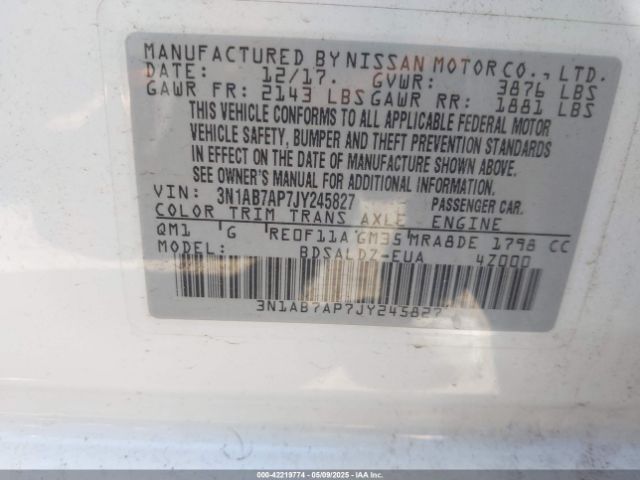 MANUFACTURED BY NISSAN MOTOR CO., LTD.
DATE: 12/17. GVWR: 3876 LBS
GAWR FR: 2143 LBS GAWR RR: 1881 LBS
THIS VEHICLE CONFORMS TO ALL APPLICABLE FEDERAL MOTOR
VEHICLE SAFETY, BUMPER AND THEFT PREVENTION STANDARDS
IN EFFECT ON THE DATE OF MANUFACTURE SHOWN ABOVE.
SEE OWNER'S MANUAL FOR ADDITIONAL INFORMATION.
VIN: 3N1AB7AP7JY245827 PASSENGER CAR.
COLOR TRIM TRANS AXLE ENGINE
QM1 G RE0F11A GM35 MRA8DE 1798 CC
MODEL: BDSALDZ-EUA 4Z000
3N1AB7AP7JY245827
000 - 42219774 - 05/09/2025 - IAAI.COM